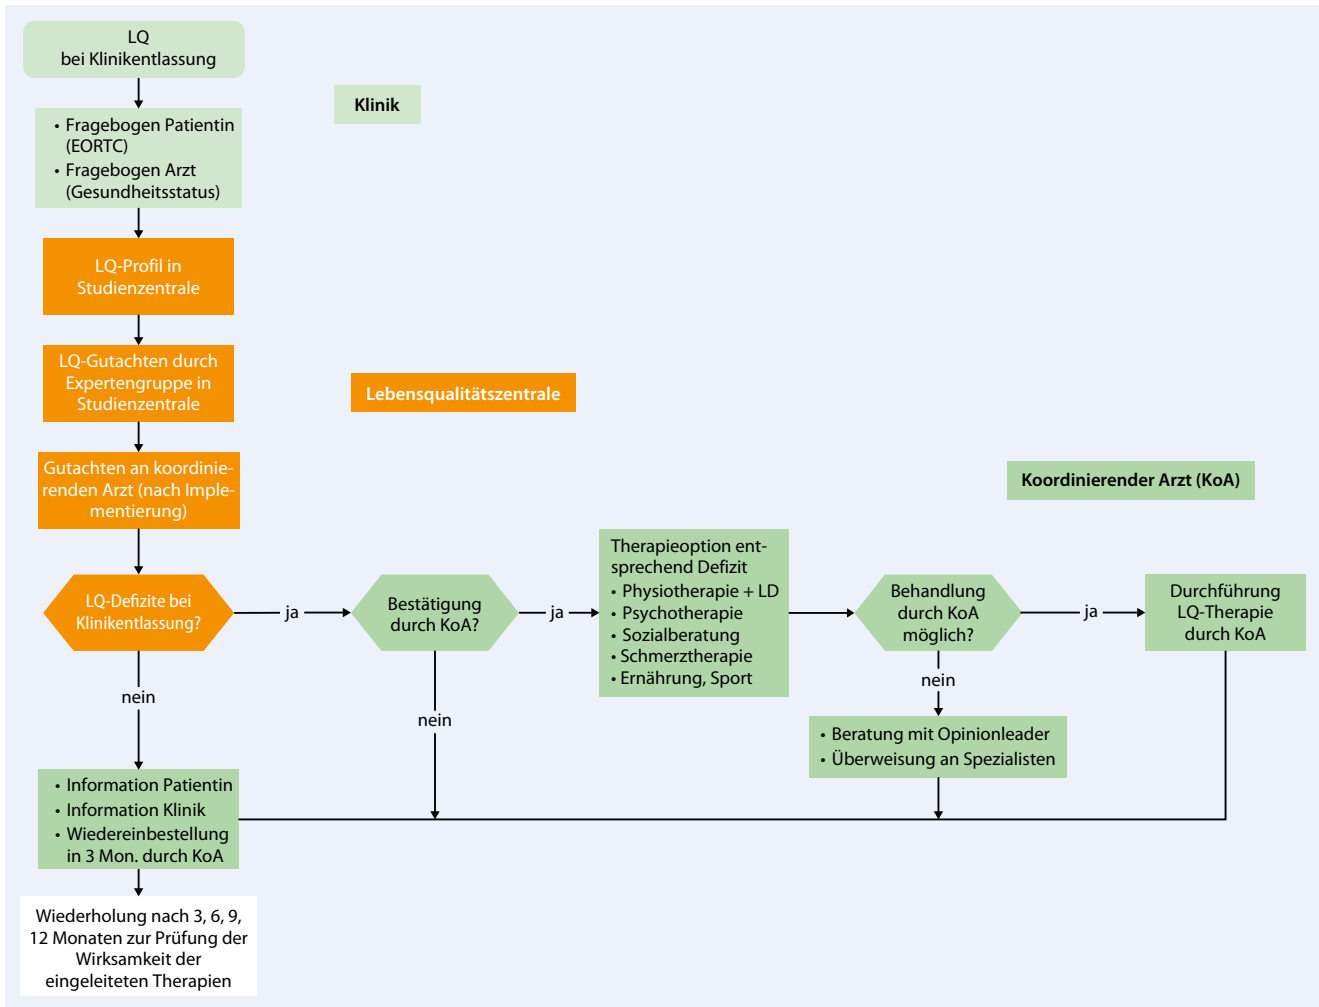 LQ
bei Klinikentlassung
Klinik
• Fragebogen Patientin
(EORTC)
• Fragebogen Arzt
(Gesundheitsstatus)
LQ-Profil in
Studienzentrale
LQ-Gutachten durch
Expertengruppe in
Studienzentrale
Lebensqualitätszentrale
Gutachten an koordinie-
renden Arzt (nach Imple-
mentierung)
Koordinierender Arzt (KoA)
LQ-Defizite bei
Klinikentlassung?
ja
Bestätigung
durch KoA?
ja
Therapieoption ent-
sprechend Defizit
• Physiotherapie + LD
• Psychotherapie
• Sozialberatung
• Schmerztherapie
• Ernährung, Sport
Behandlung
durch KoA
möglich?
ja
Durchführung
LQ-Therapie
durch KoA
nein
nein
nein
• Beratung mit Opinionleader
• Überweisung an Spezialisten
• Information Patientin
• Information Klinik
• Wiedereinbestellung
in 3 Mon. durch KoA
Wiederholung nach 3, 6, 9,
12 Monaten zur Prüfung der
Wirksamkeit der
eingeleiteten Therapien